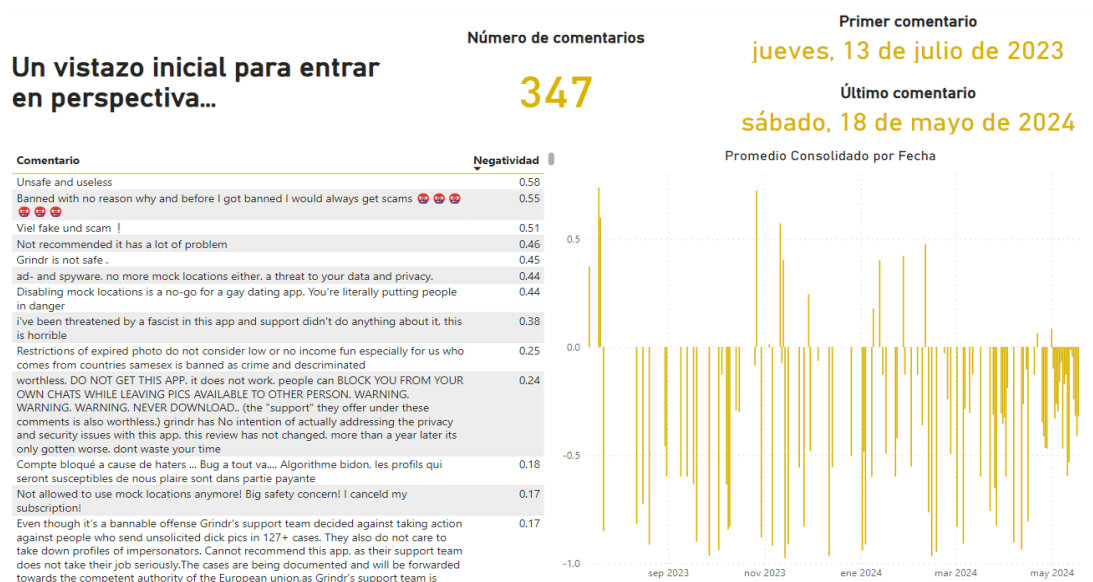 Un vistazo inicial para entrar
en perspectiva...
Número de comentarios
347
Primer comentario
jueves, 13 de julio de 2023
Último comentario
sábado, 18 de mayo de 2024
Comentario Negatividad
Unsafe and useless 0.58
Banned with no reason why and before I got banned I would always get scams 😡 😡 😡 0.55
😡 😡 😡
Viel fake und scam ❕ 0.51
Not recommended it has a lot of problem 0.46
Grindr is not safe . 0.45
ad- and spyware. no more mock locations either. a threat to your data and privacy. 0.44
Disabling mock locations is a no-go for a gay dating app. You're literally putting people 0.44
in danger
i've been threatened by a fascist in this app and support didn't do anything about it, this 0.38
is horrible
Restrictions of expired photo do not consider low or no income fun especially for us who 0.25
comes from countries samesex is banned as crime and descriminated
worthless. DO NOT GET THIS APP. it does not work. people can BLOCK YOU FROM YOUR 0.24
OWN CHATS WHILE LEAVING PICS AVAILABLE TO OTHER PERSON. WARNING.
WARNING. WARNING. NEVER DOWNLOAD.. (the "support" they offer under these
comments is also worthless.) grindr has No intention of actually addressing the privacy
and security issues with this app. this review has not changed. more than a year later its
only gotten worse. dont waste your time
Compte bloqué a cause de haters ... Bug a tout va.... Algorithme bidon, les profils qui 0.18
seront susceptibles de nous plaire sont dans partie payante
Not allowed to use mock locations anymore! Big safety concern! I canceld my 0.17
subscription!
Even though it's a bannable offense Grindr's support team decided against taking action 0.17
against people who send unsolicited dick pics in 127+ cases. They also do not care to
take down profiles of impersonators. Cannot recommend this app, as their support team
does not take their job seriously.The cases are being documented and will be forwarded
towards the competent authority of the European union.as Grindr's support team is
Promedio Consolidado por Fecha
0.5
0.0
-0.5
-1.0
sep 2023 nov 2023 ene 2024 mar 2024 may 2024